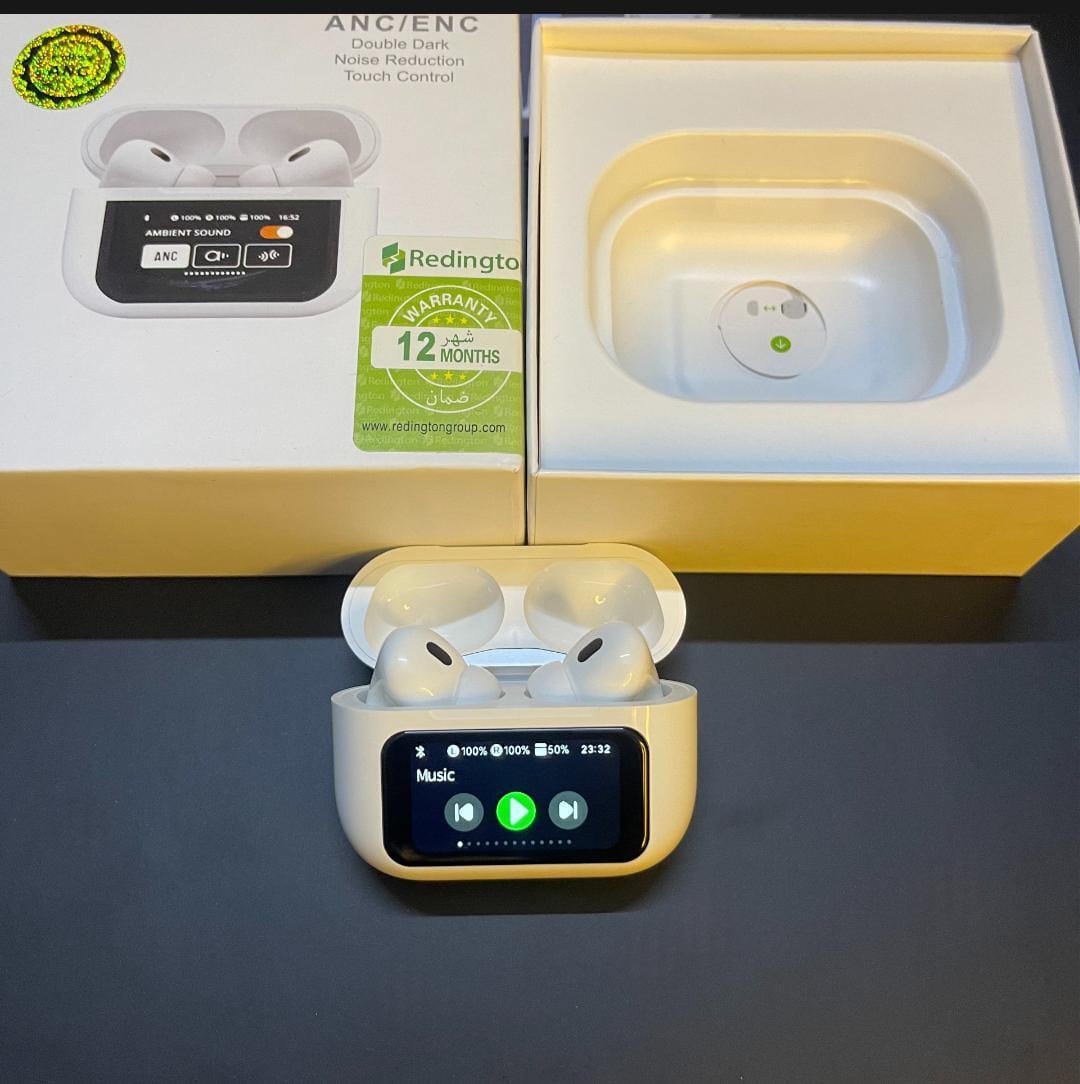 ANC/ENC
Double Dark
Noise Reduction
Touch Control
ANC
100% 100% 100% 16:52
AMBIENT SOUND
ANC
Redingto
WARRANTY
12 شهر
MONTHS
ضمان
www.redingtongroup.com
L 100% R 100% 50% 23:32
Music